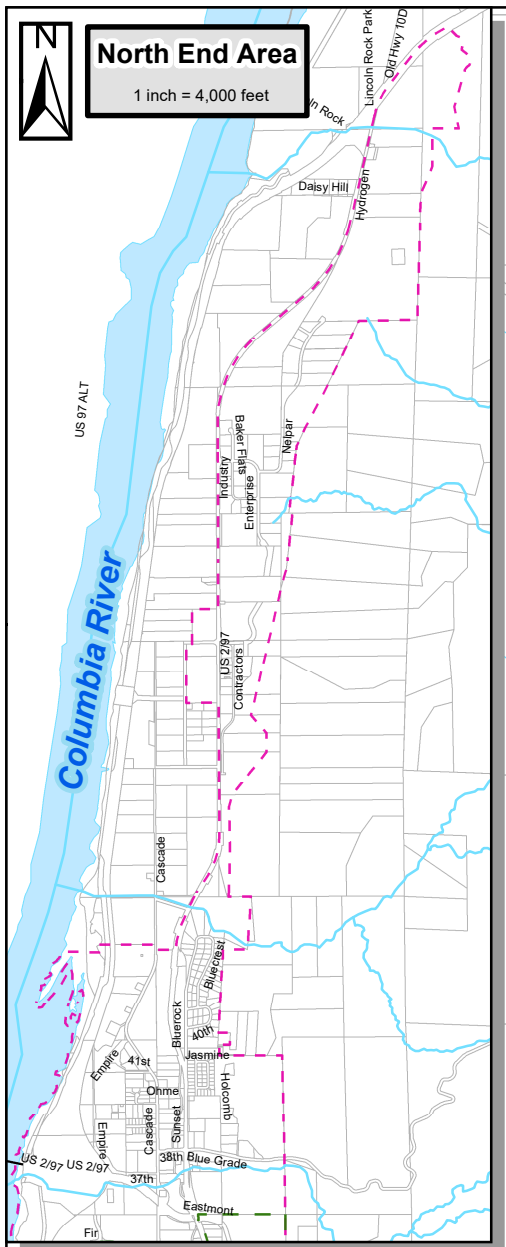 N
North End Area
1 inch = 4,000 feet
Lincoln Rock Park
Old Hwy 10D
ln Rock
Daisy Hill
Hydrogen
US 97 ALT
Baker Flats
Nelpar
Industry
Enterprise
Columbia River
US 2/97
Contractors
Cascade
Bluecrest
Bluerock
40th
Empire
41st
Jasmine
Ohme
Holcomb
Cascade
Sunset
Empire
38th Blue Grade
US 2/97 US 2/97
37th
Eastmont
Fir